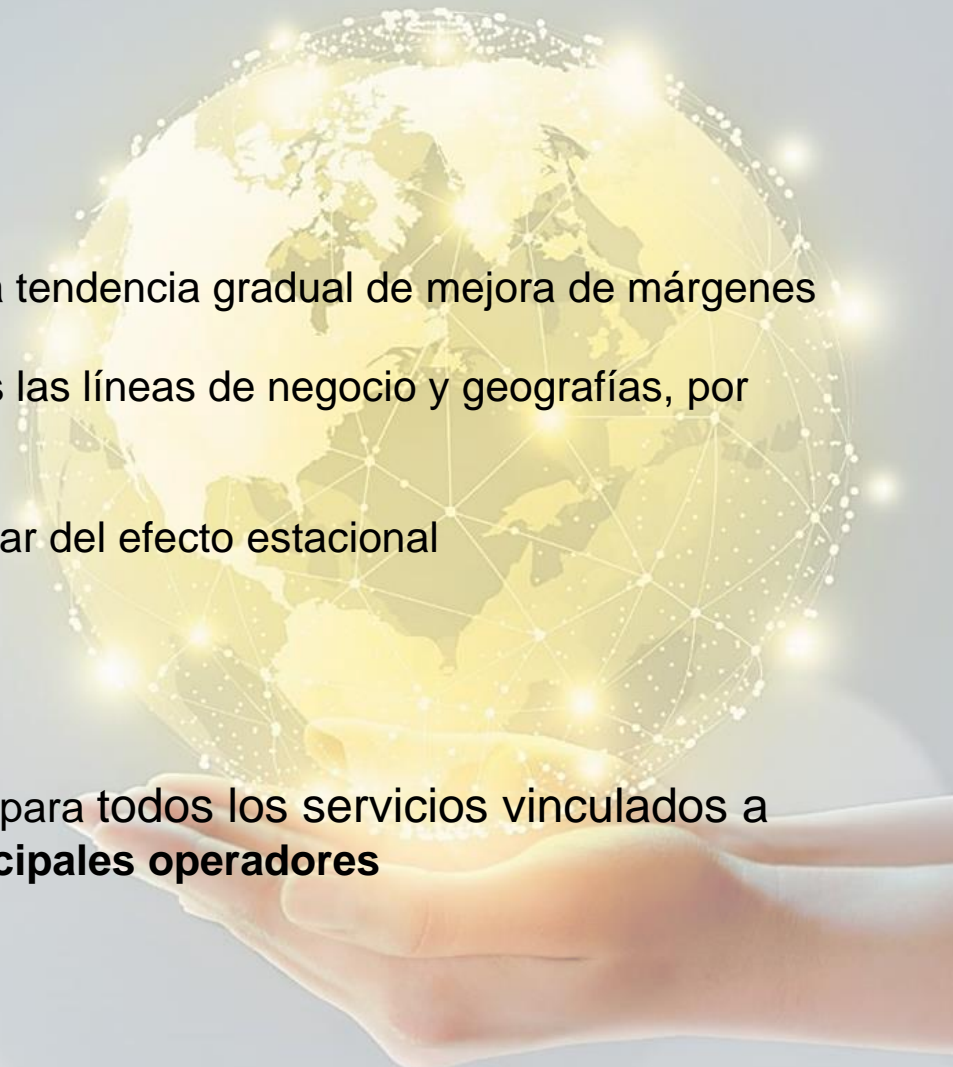 tendencia gradual de mejora de márgenes
las líneas de negocio y geografías, por
ar del efecto estacional
para todos los servicios vinculados a
cipales operadores